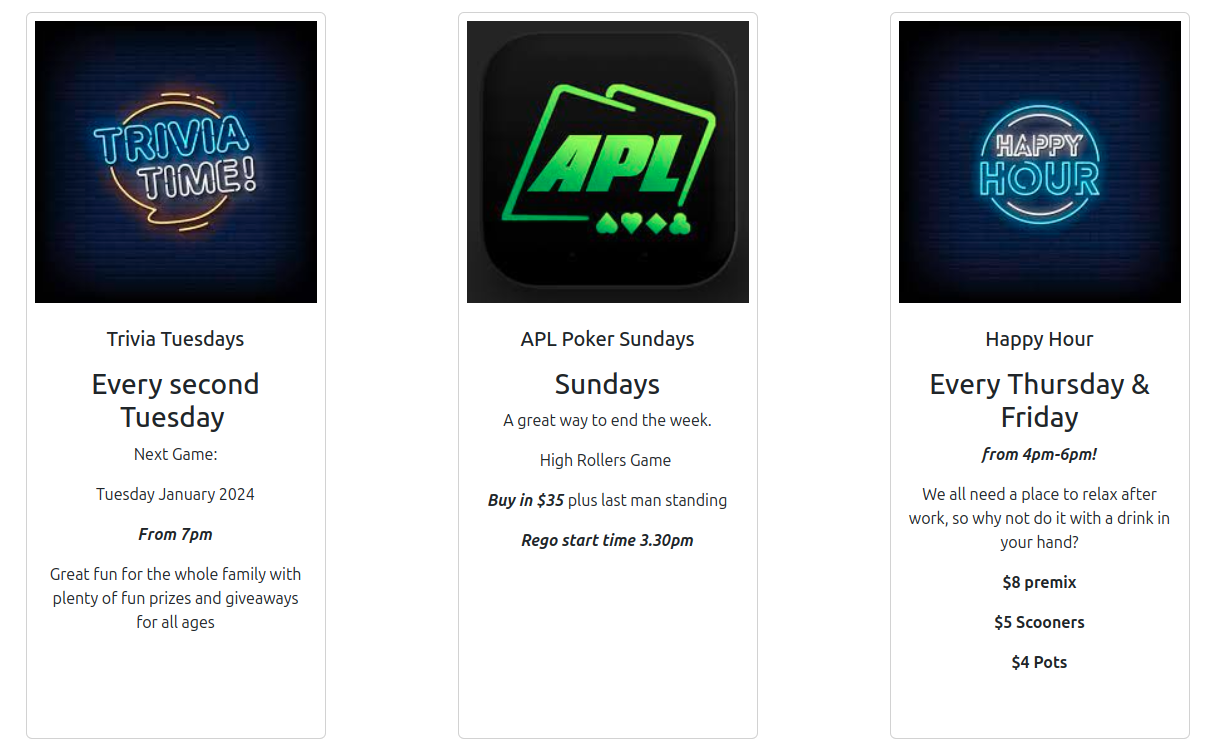 TRIVIA
TIME!
Trivia Tuesdays
Every second
Tuesday
Next Game:
Tuesday January 2024
From 7pm
Great fun for the whole family with
plenty of fun prizes and giveaways
for all ages
APL
APL Poker Sundays
Sundays
A great way to end the week.
High Rollers Game
Buy in $35 plus last man standing
Rego start time 3.30pm
HAPPY
HOUR
Happy Hour
Every Thursday &
Friday
from 4pm-6pm!
We all need a place to relax after
work, so why not do it with a drink in
your hand?
$8 premix
$5 Scooners
$4 Pots